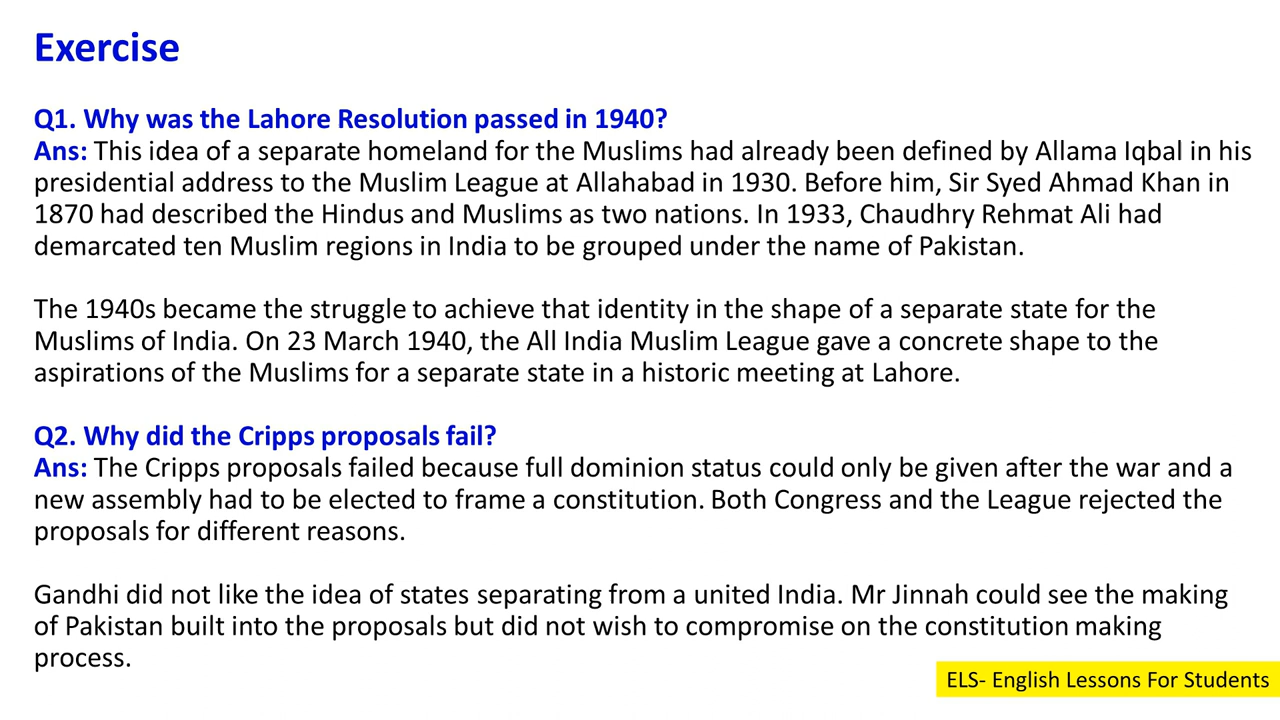 Exercise
Q1. Why was the Lahore Resolution passed in 1940?
Ans: This idea of a separate homeland for the Muslims had already been defined by Allama Iqbal in his
presidential address to the Muslim League at Allahabad in 1930. Before him, Sir Syed Ahmad Khan in
1870 had described the Hindus and Muslims as two nations. In 1933, Chaudhry Rehmat Ali had
demarcated ten Muslim regions in India to be grouped under the name of Pakistan.
The 1940s became the struggle to achieve that identity in the shape of a separate state for the
Muslims of India. On 23 March 1940, the All India Muslim League gave a concrete shape to the
aspirations of the Muslims for a separate state in a historic meeting at Lahore.
Q2. Why did the Cripps proposals fail?
Ans: The Cripps proposals failed because full dominion status could only be given after the war and a
new assembly had to be elected to frame a constitution. Both Congress and the League rejected the
proposals for different reasons.
Gandhi did not like the idea of states separating from a united India. Mr Jinnah could see the making
of Pakistan built into the proposals but did not wish to compromise on the constitution making
process.
ELS- English Lessons For Students